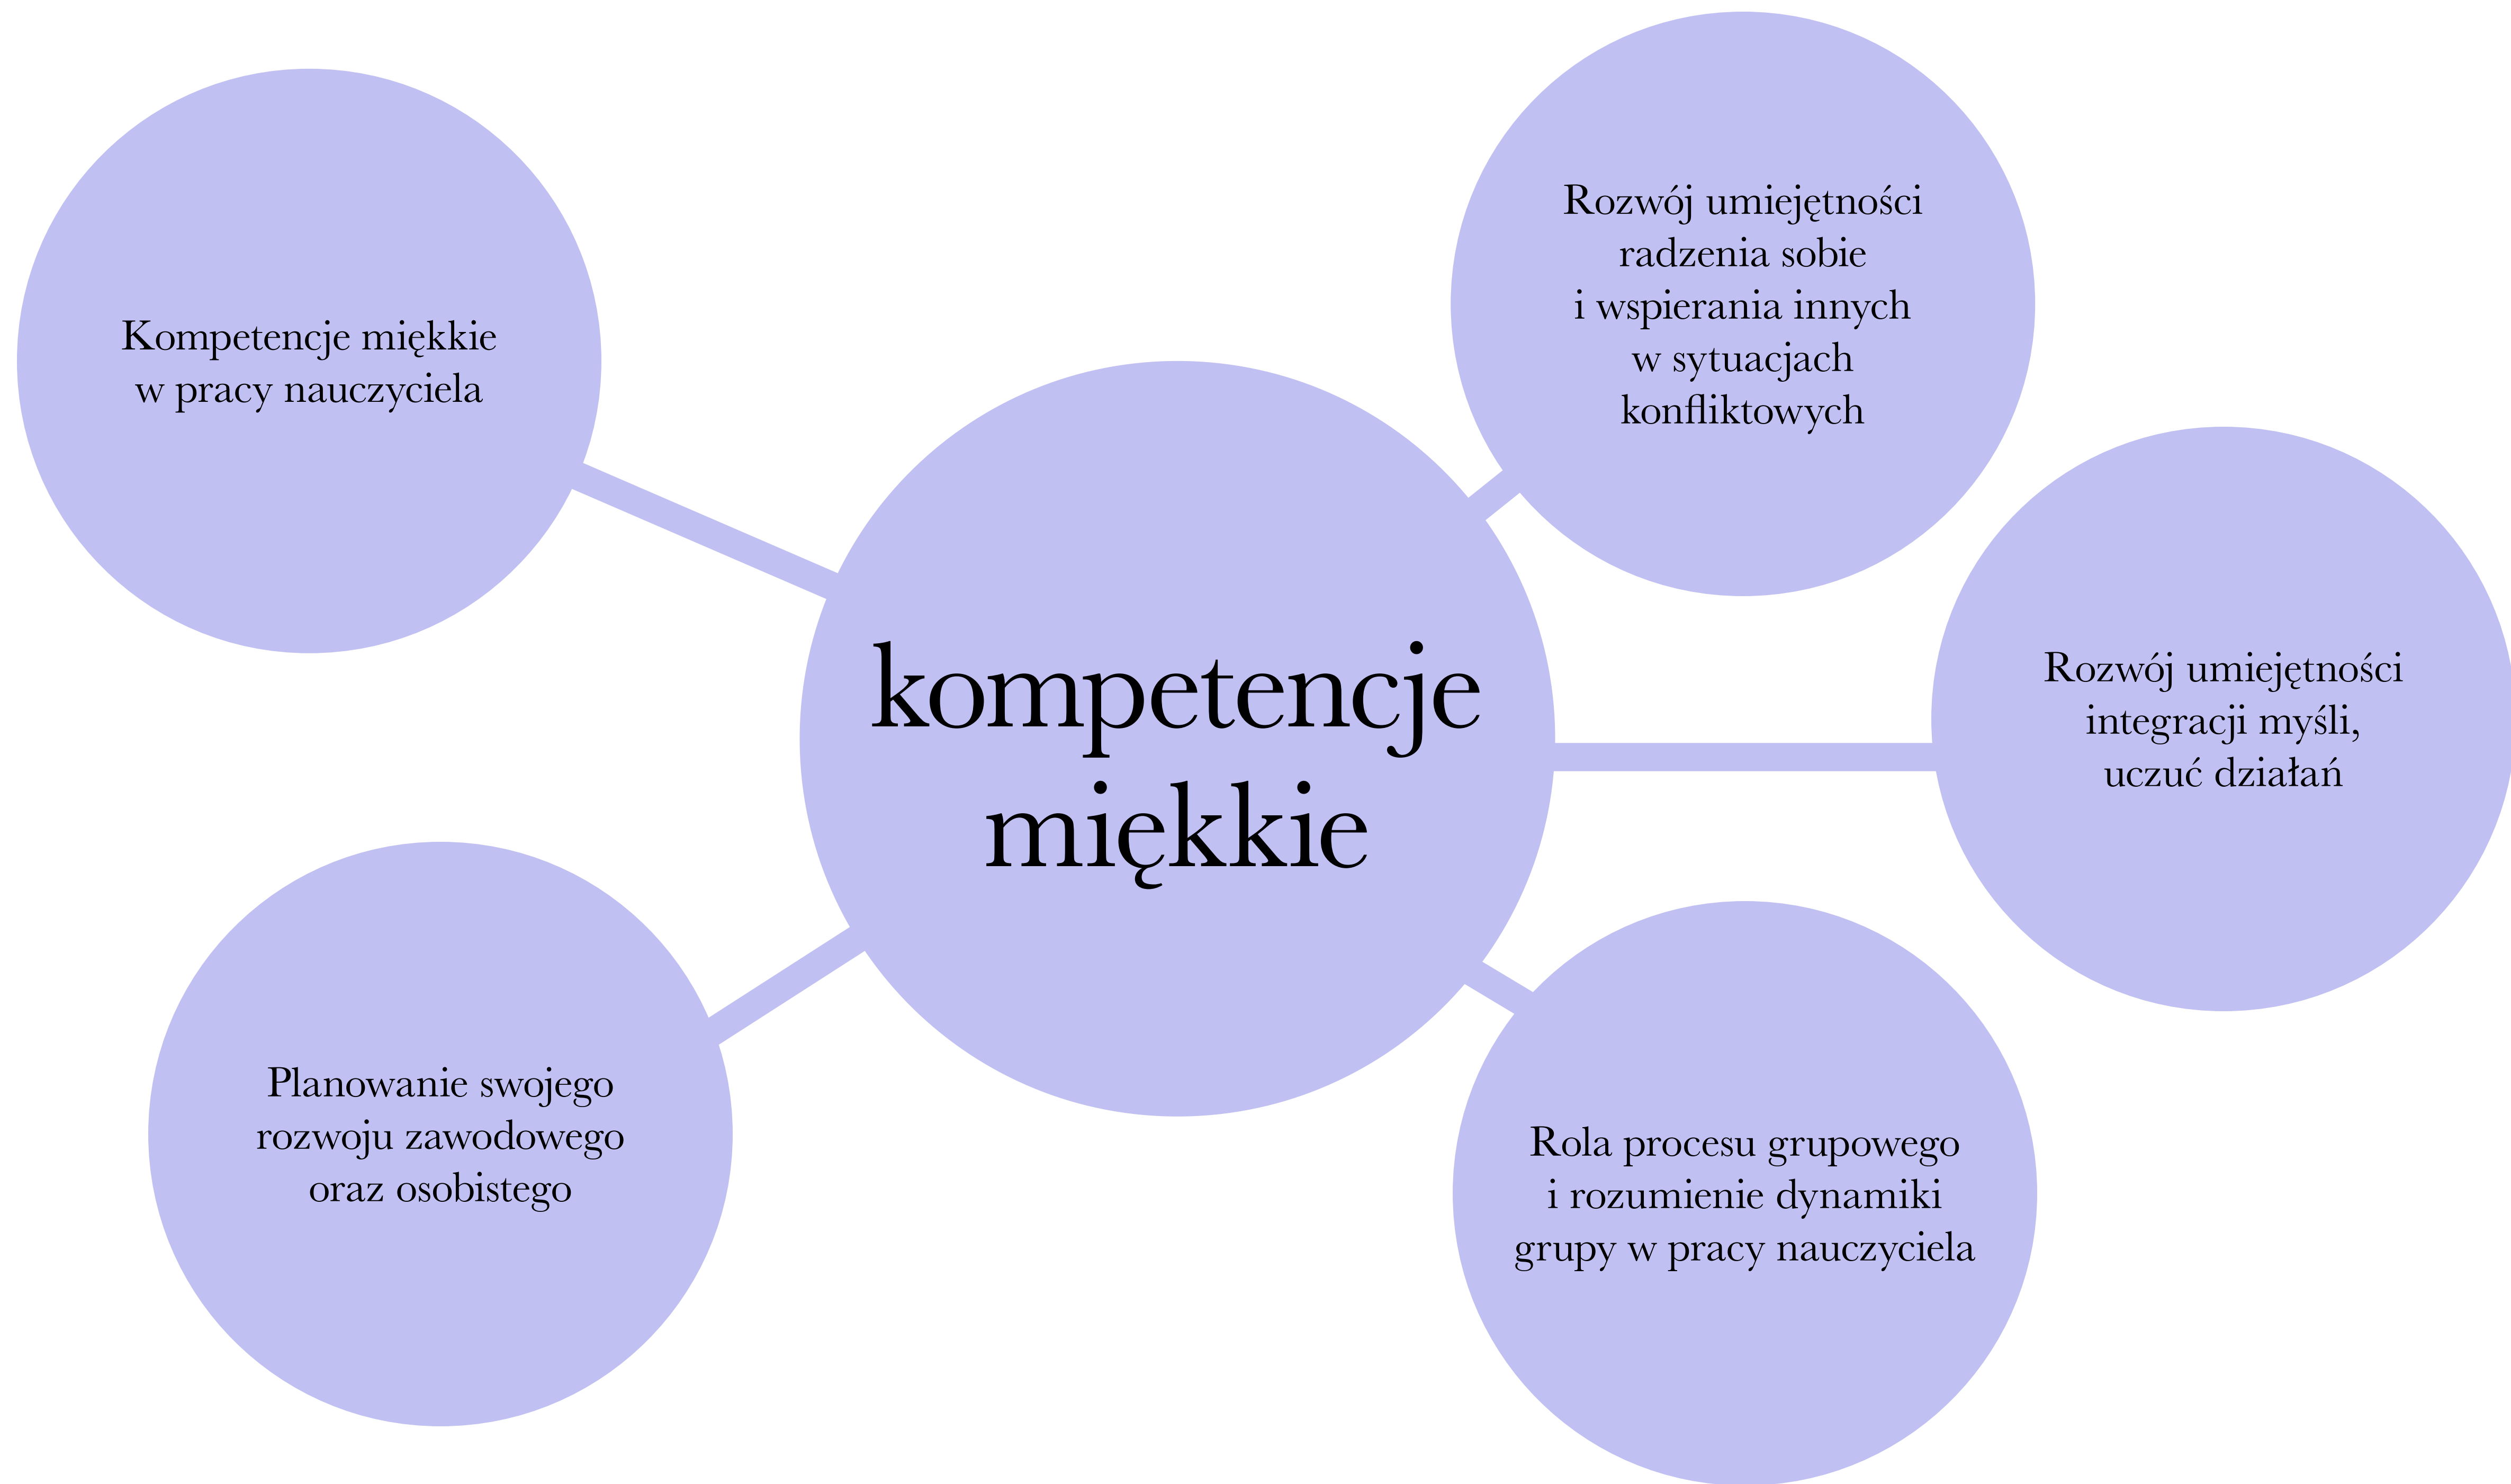 Kompetencje miękkie
w pracy nauczyciela
Rozwój umiejętności
radzenia sobie
i wspierania innych
w sytuacjach
konfliktowych
kompetencje
miękkie
Rozwój umiejętności
integracji myśli,
uczuć działań
Planowanie swojego
rozwoju zawodowego
oraz osobistego
Rola procesu grupowego
i rozumienie dynamiki
grupy w pracy nauczyciela